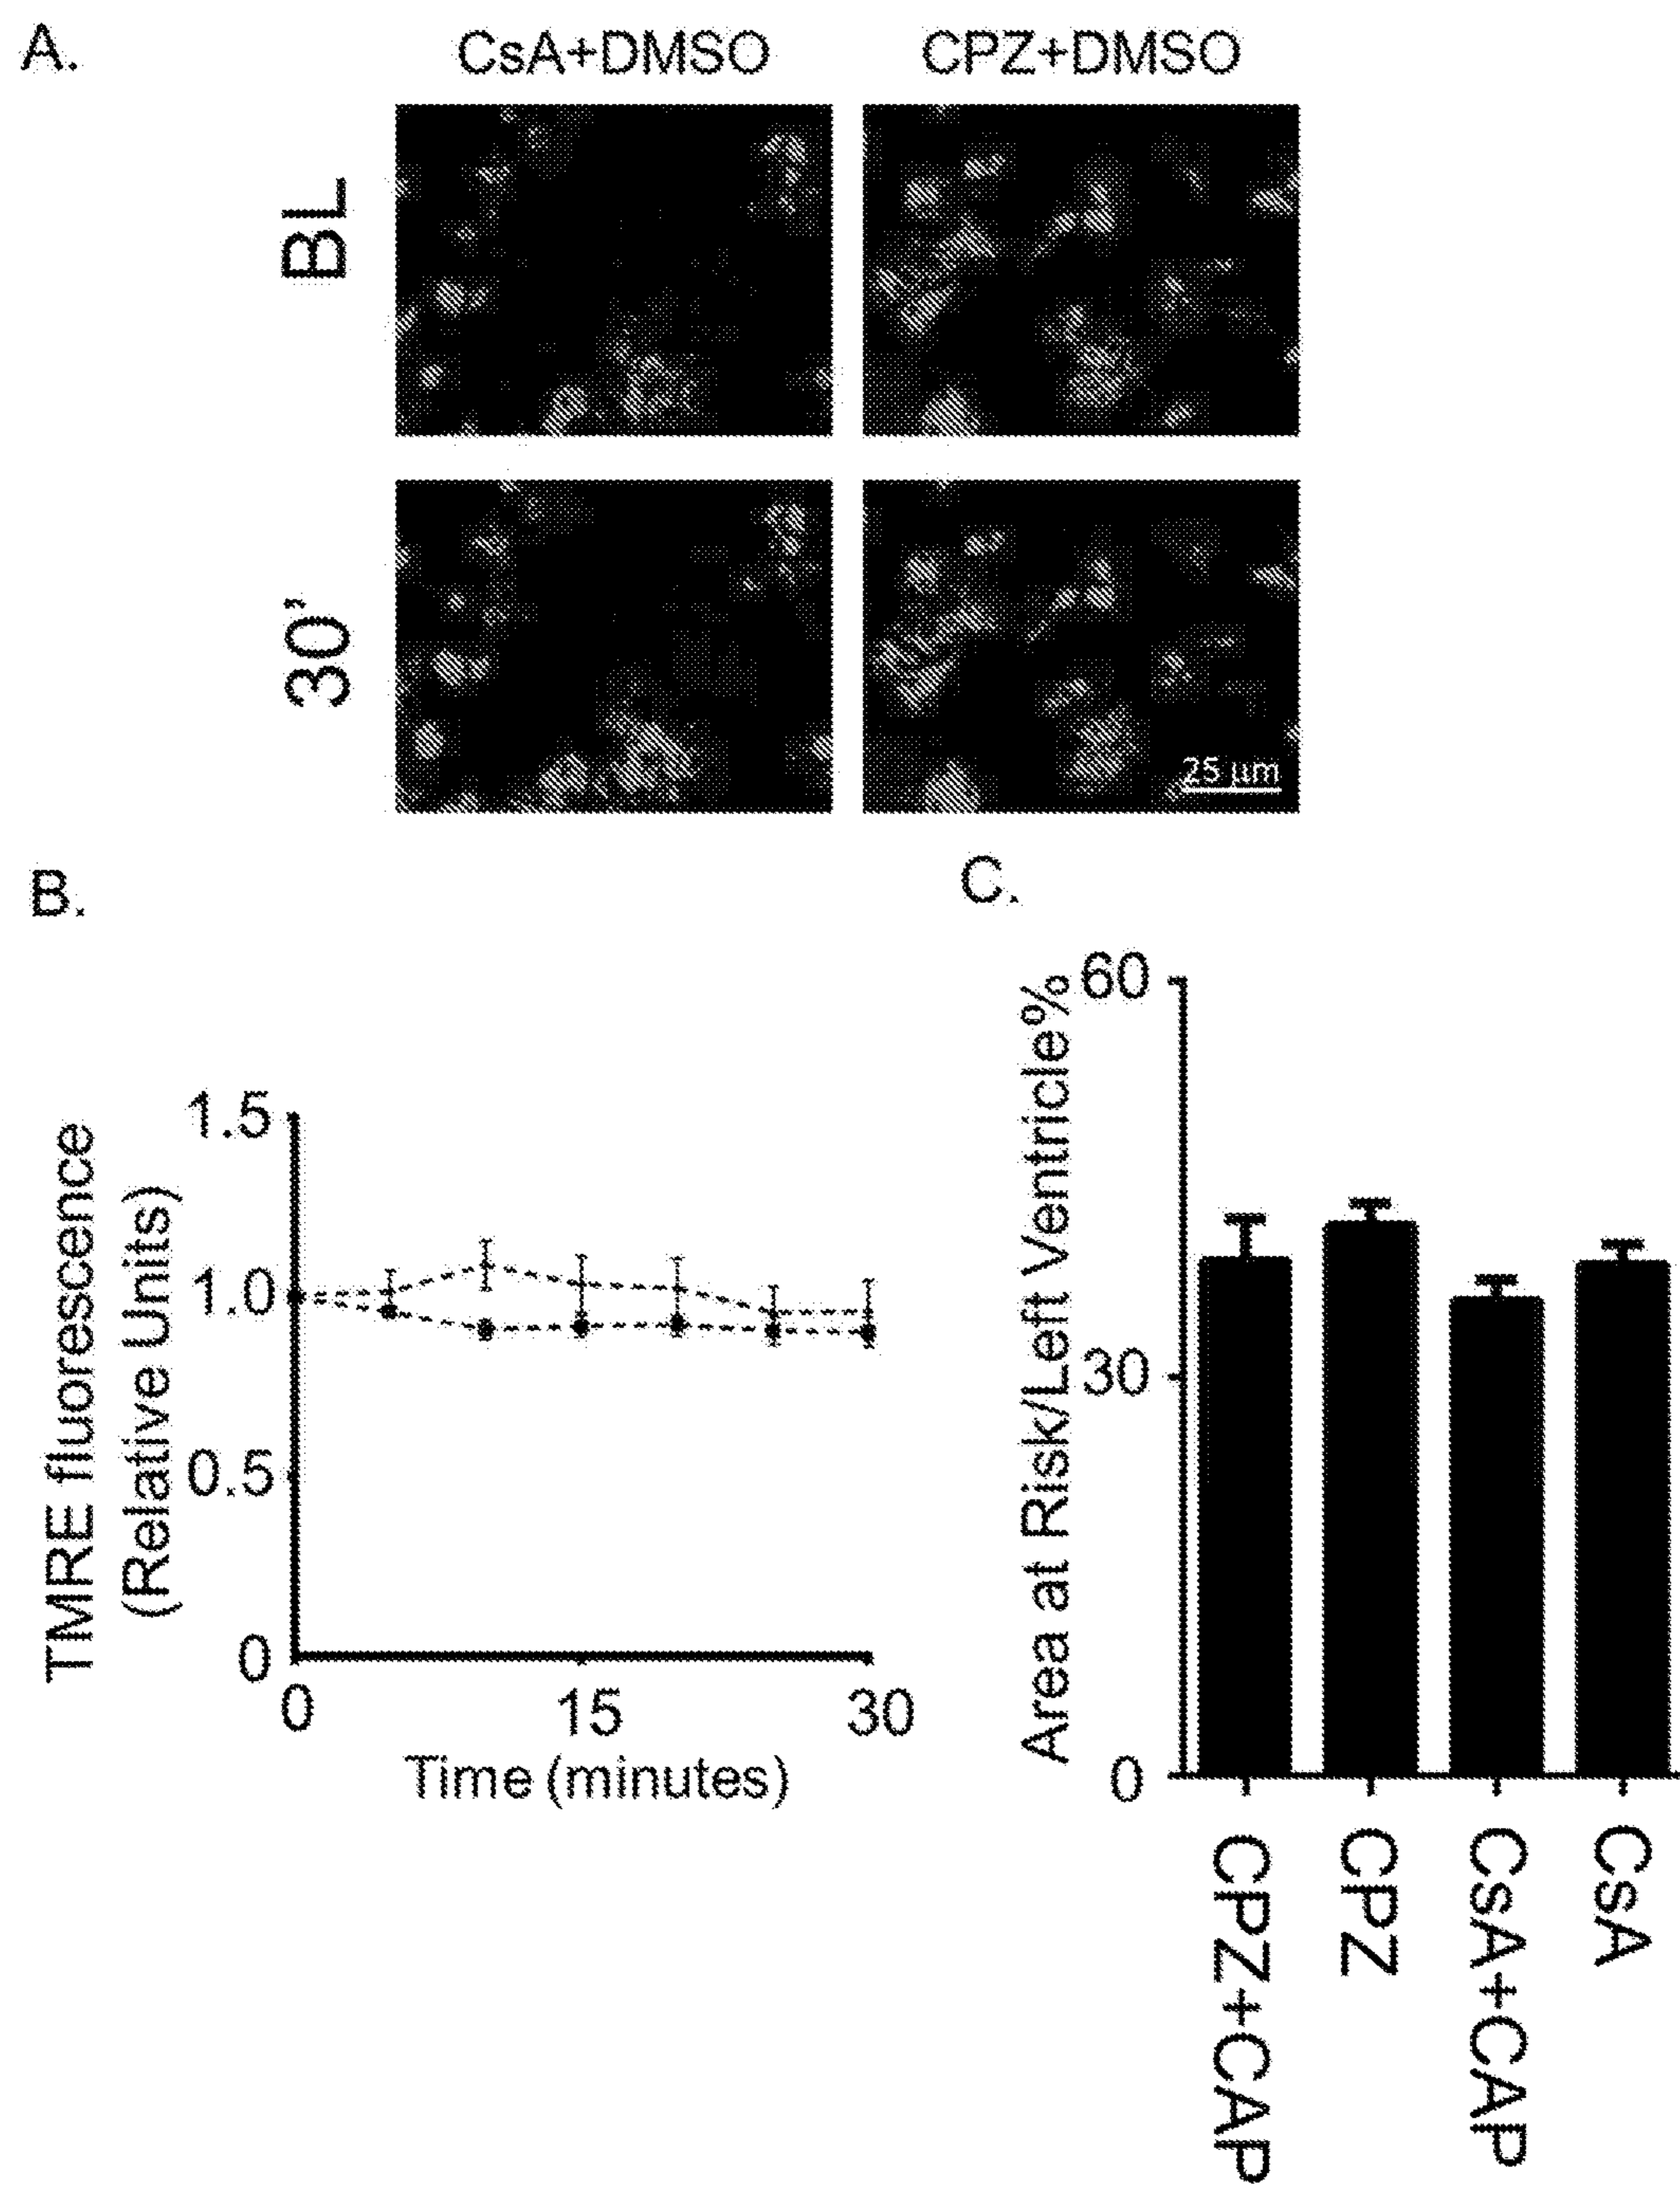 A.
CsA+DMSO
CPZ+DMSO
BL
30’
25 μm
B.
TMRE fluorescence
(Relative Units)
1.5
1.0
0.5
0
0
15
30
Time (minutes)
C.
Area at Risk/Left Ventricle%
60
30
0
CPZ+CAP
CPZ
CsA+CAP
CsA